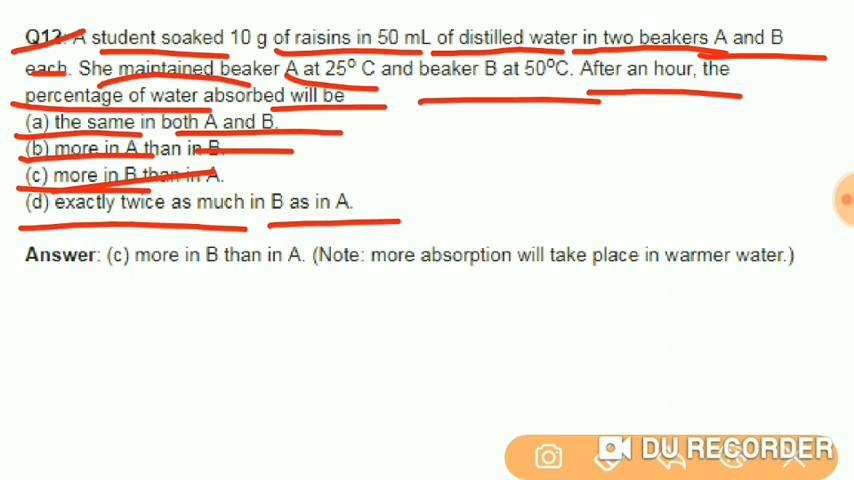 Q12: A student soaked 10 g of raisins in 50 mL of distilled water in two beakers A and B
each. She maintained beaker A at 25⁰ C and beaker B at 50⁰C. After an hour, the
percentage of water absorbed will be
(a) the same in both A and B.
(b) more in A than in B.
(c) more in B than in A.
(d) exactly twice as much in B as in A.
Answer: (c) more in B than in A. (Note: more absorption will take place in warmer water.)
DU RECORDER